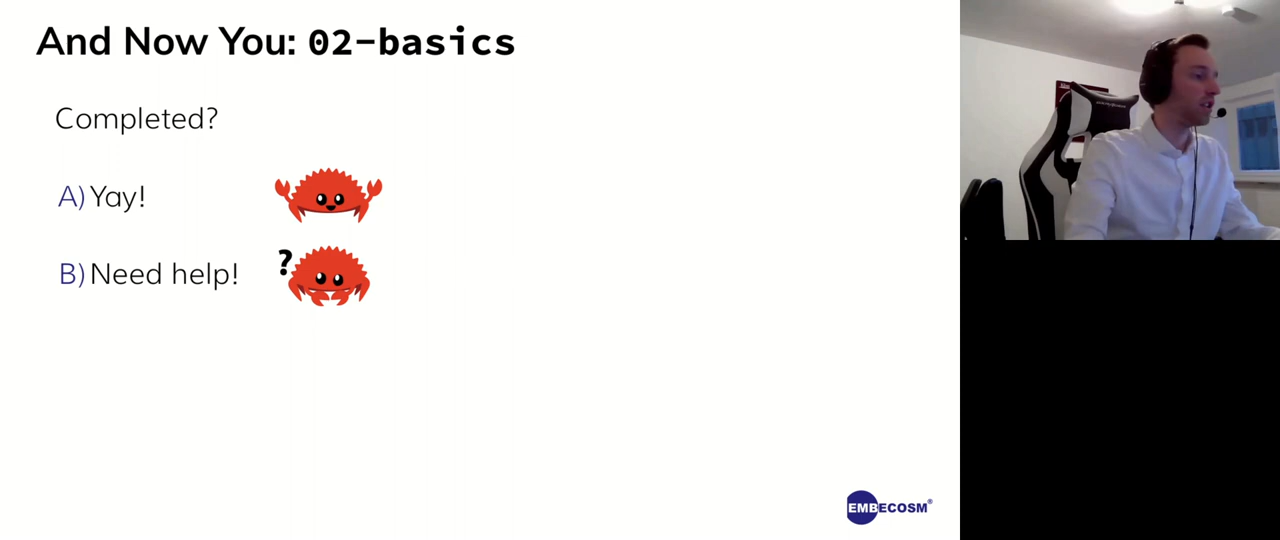 And Now You: 02-basics
Completed?
A) Yay!
B) Need help!
?
EMBECOSM®